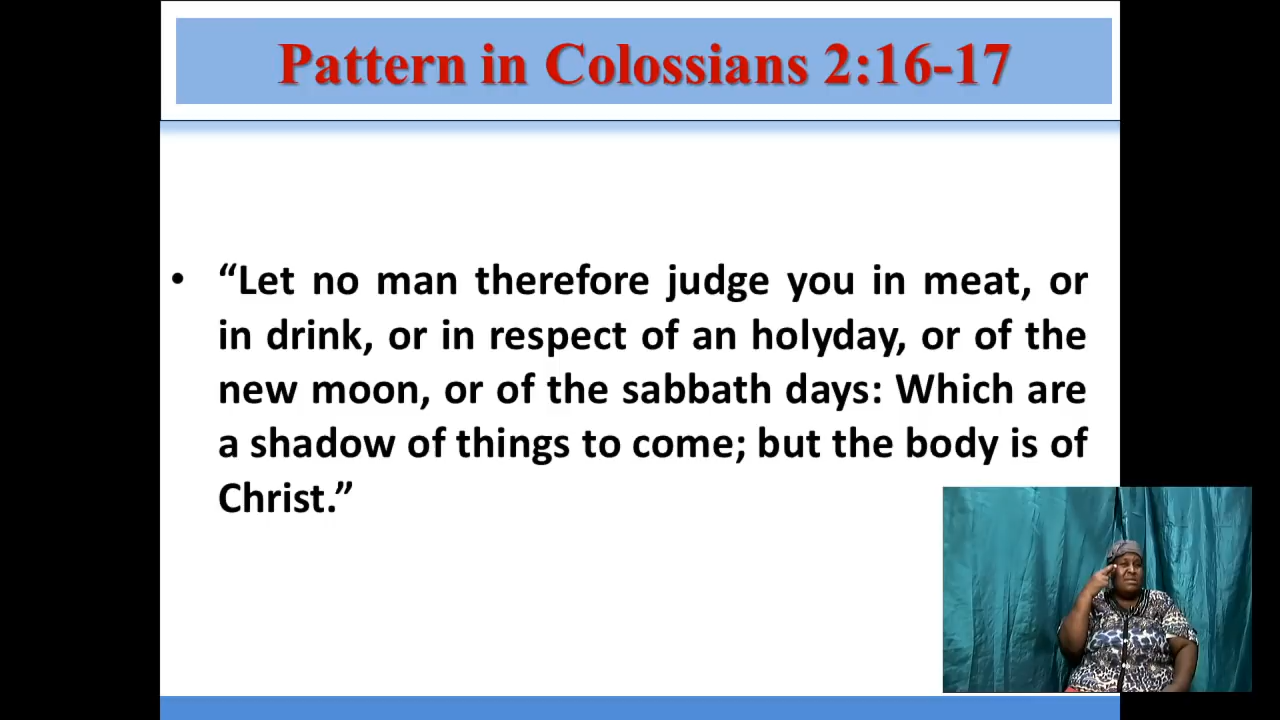 Pattern in Colossians 2:16-17
• “Let no man therefore judge you in meat, or
in drink, or in respect of an holyday, or of the
new moon, or of the sabbath days: Which are
a shadow of things to come; but the body is of
Christ.”